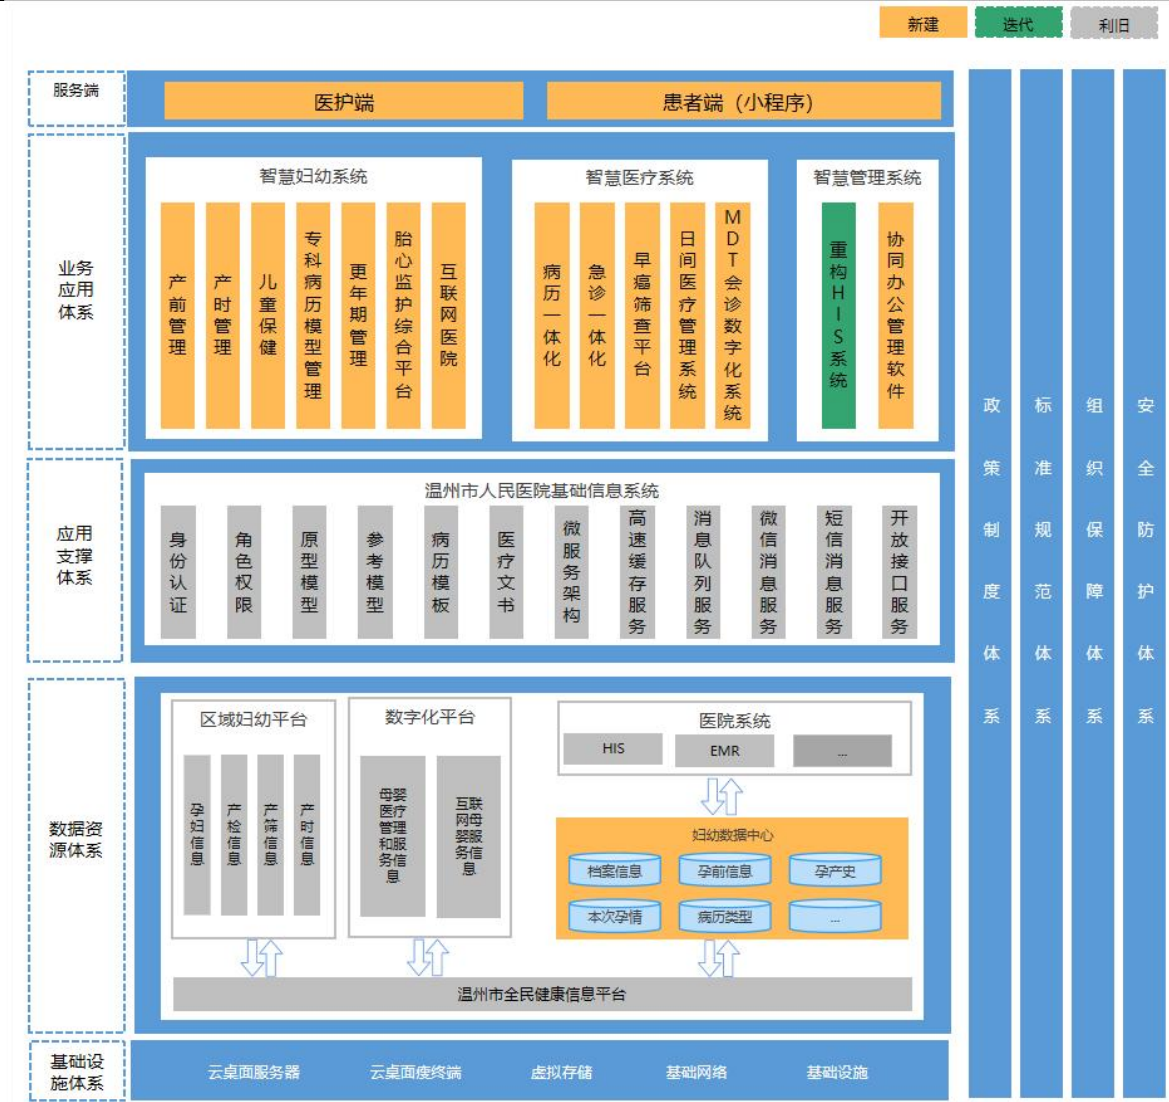 新建
迭代
利旧
服务端
医护端
患者端（小程序）
业务
应用
体系
智慧妇幼系统
产前管理
产时管理
儿童保健
专科病历模型管理
更年期管理
胎心监护综合平台
互联网医院
智慧医疗系统
病历一体化
急诊一体化
早癌筛查平台
日间医疗管理系统
MDT会诊数字化系统
智慧管理系统
重构HIS系统
协同办公管理软件
应用
支撑
体系
温州市人民医院基础信息系统
身份认证
角色权限
原型模型
参考模型
病历模板
医疗文书
微服务架构
高速缓存服务
消息队列服务
微信消息服务
短信消息服务
开放接口服务
数据资
源体系
区域妇幼平台
孕妇信息
产检信息
产筛信息
产时信息
数字化平台
母婴
医疗
管理
和服
务信
息
互联
网母
婴服
务信
息
医院系统
HIS
EMR
...
妇幼数据中心
档案信息
孕前信息
孕产史
本次孕情
病历类型
...
温州市全民健康信息平台
基础设
施体系
云桌面服务器
云桌面瘦终端
虚拟存储
基础网络
基础设施
政策制度体系
标准规范体系
组织保障体系
安全防护体系